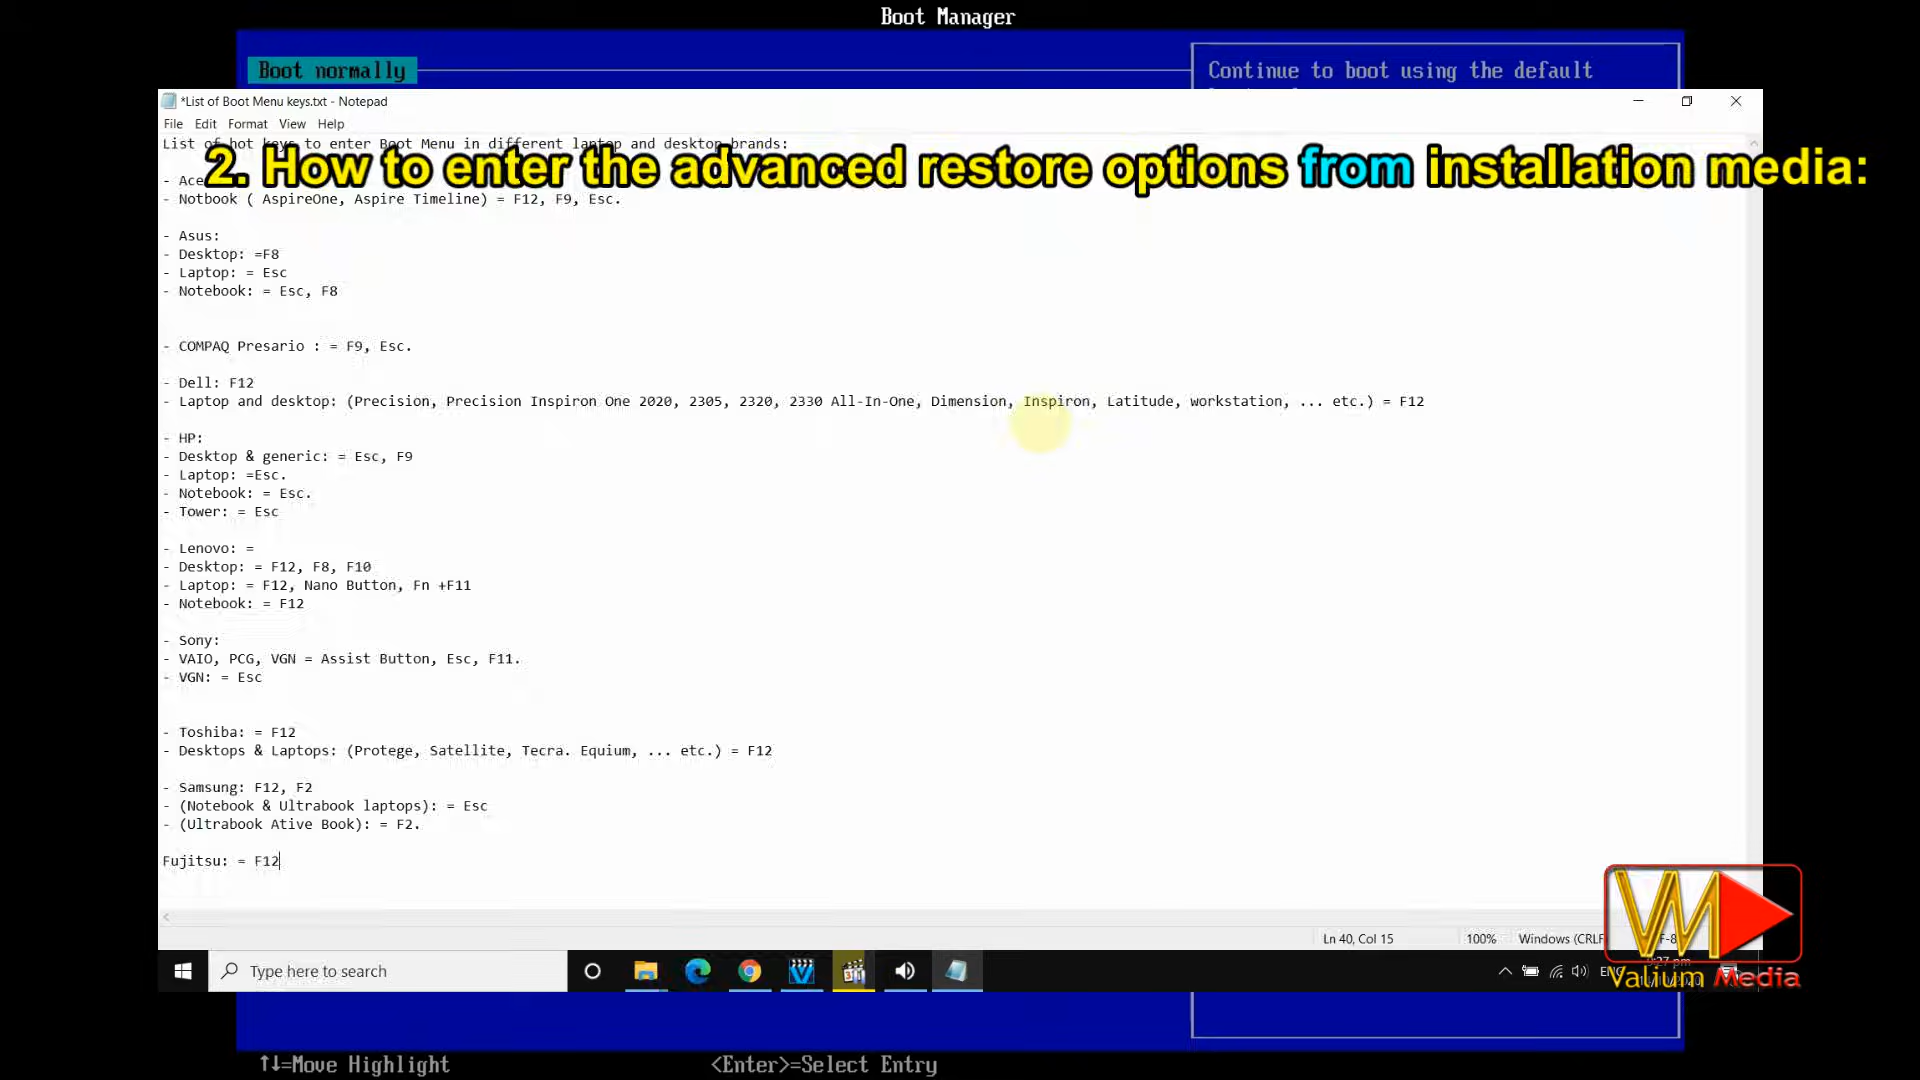 Boot Manager
Boot normally
Continue to boot using the default
*List of Boot Menu keys.txt - Notepad
File Edit Format View Help
List of hot keys to enter Boot Menu in different laptop and desktop brands:
2. How to enter the advanced restore options from installation media:
- Notbook ( AspireOne, Aspire Timeline) = F12, F9, Esc.
- Asus:
- Desktop: =F8
- Laptop: = Esc
- Notebook: = Esc, F8
- COMPAQ Presario : = F9, Esc.
- Dell: F12
- Laptop and desktop: (Precision, Precision Inspiron One 2020, 2305, 2320, 2330 All-In-One, Dimension, Inspiron, Latitude, workstation, ... etc.) = F12
- HP:
- Desktop & generic: = Esc, F9
- Laptop: =Esc.
- Notebook: = Esc.
- Tower: = Esc
- Lenovo: =
- Desktop: = F12, F8, F10
- Laptop: = F12, Nano Button, Fn +F11
- Notebook: = F12
- Sony:
- VAIO, PCG, VGN = Assist Button, Esc, F11.
- VGN: = Esc
- Toshiba: = F12
- Desktops & Laptops: (Protege, Satellite, Tecra. Equium, ... etc.) = F12
- Samsung: F12, F2
- (Notebook & Ultrabook laptops): = Esc
- (Ultrabook Ative Book): = F2.
Fujitsu: = F12
Ln 40, Col 15 100% Windows (CRLF
Type here to search
Valium Media
↑↓=Move Highlight <Enter>=Select Entry